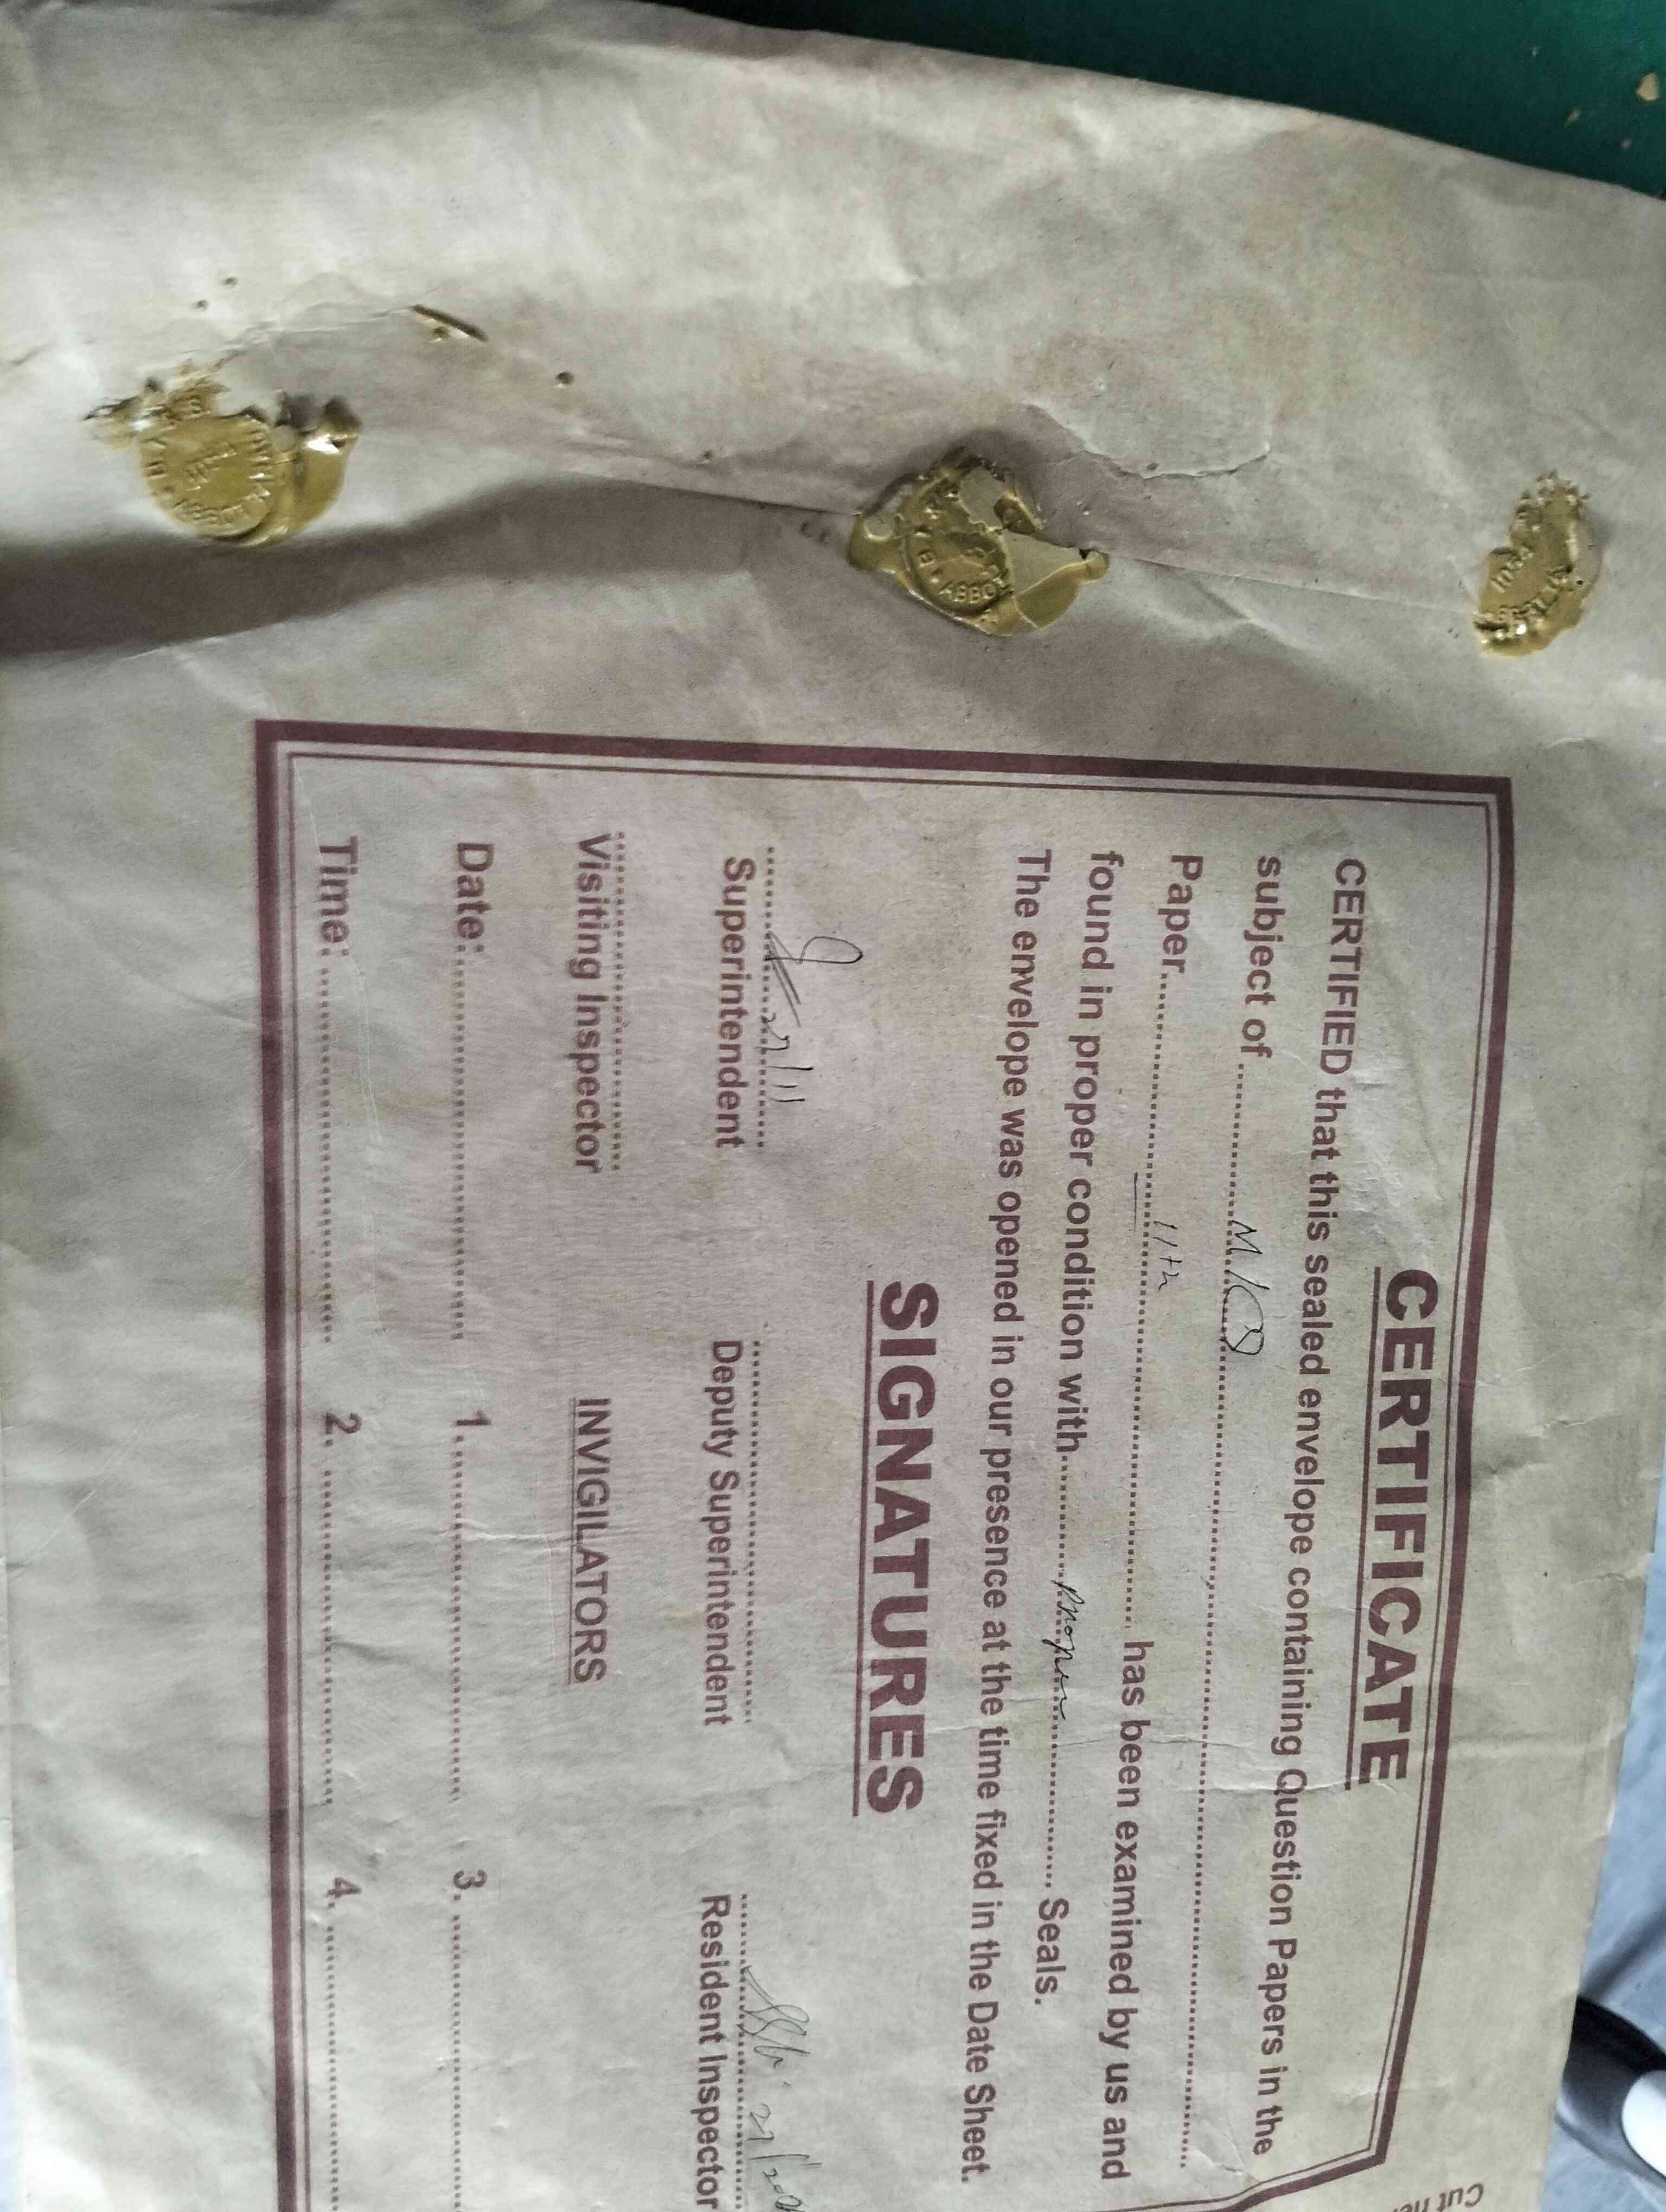 CERTIFICATE
CERTIFIED that this sealed envelope containing Question Papers in the
subject of ..........................................................
Paper............11th............ has been examined by us and
found in proper condition with............proper............ Seals.
The envelope was opened in our presence at the time fixed in the Date Sheet.
SIGNATURES
Superintendent Deputy Superintendent Resident Inspector
Visiting Inspector INVIGILATORS
Date:............ 1............. 3.............
Time:............ 2. ............ 4. ............
Cut
ABBOT